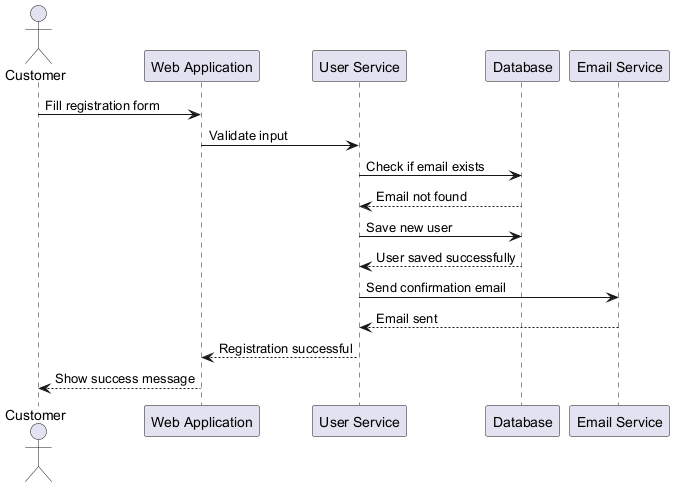 Customer
Web Application
User Service
Database
Email Service
Fill registration form
Validate input
Check if email exists
Email not found
Save new user
User saved successfully
Send confirmation email
Email sent
Registration successful
Show success message
Customer
Web Application
User Service
Database
Email Service